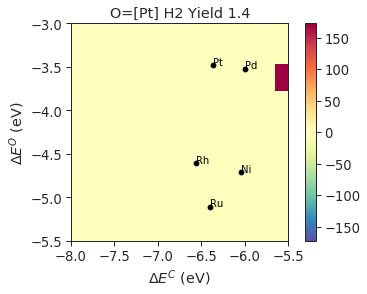 O=[Pt] H2 Yield 1.4
−3.0
−3.5
−4.0
−4.5
−5.0
−5.5
ΔE^O (eV)
Pt
Pd
Rh
Ni
Ru
−8.0 −7.5 −7.0 −6.5 −6.0 −5.5
ΔE^C (eV)
150
100
50
0
−50
−100
−150